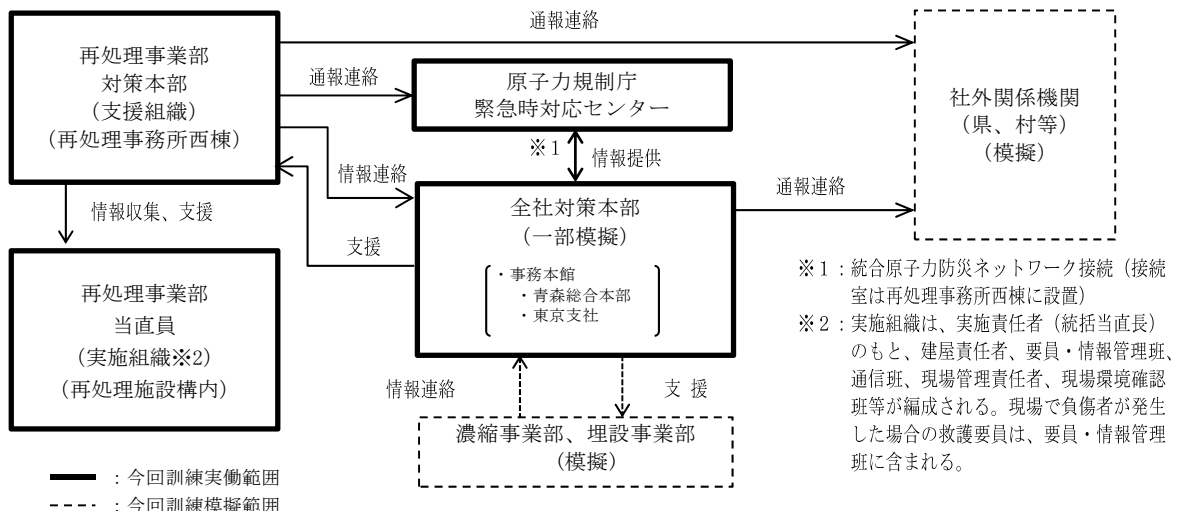 通報連絡
再処理事業部
対策本部
(支援組織)
(再処理事務所西棟)
通報連絡
原子力規制庁
緊急時対応センター
社外関係機関
(県、村等)
(模擬)
※1
情報提供
情報連絡
情報収集、支援
支援
全社対策本部
(一部模擬)
・事務本館
・青森総合本部
・東京支社
通報連絡
再処理事業部
当直員
(実施組織※2)
(再処理施設構内)
情報連絡
支 援
濃縮事業部、埋設事業部
(模擬)
※1：統合原子力防災ネットワーク接続（接続
室は再処理事務所西棟に設置）
※2：実施組織は、実施責任者（統括当直長）
のもと、建屋責任者、要員・情報管理班、
通信班、現場管理責任者、現場環境確認
班等が編成される。現場で負傷者が発生
した場合の救護要員は、要員・情報管理
班に含まれる。
：今回訓練実働範囲
：今回訓練模擬範囲